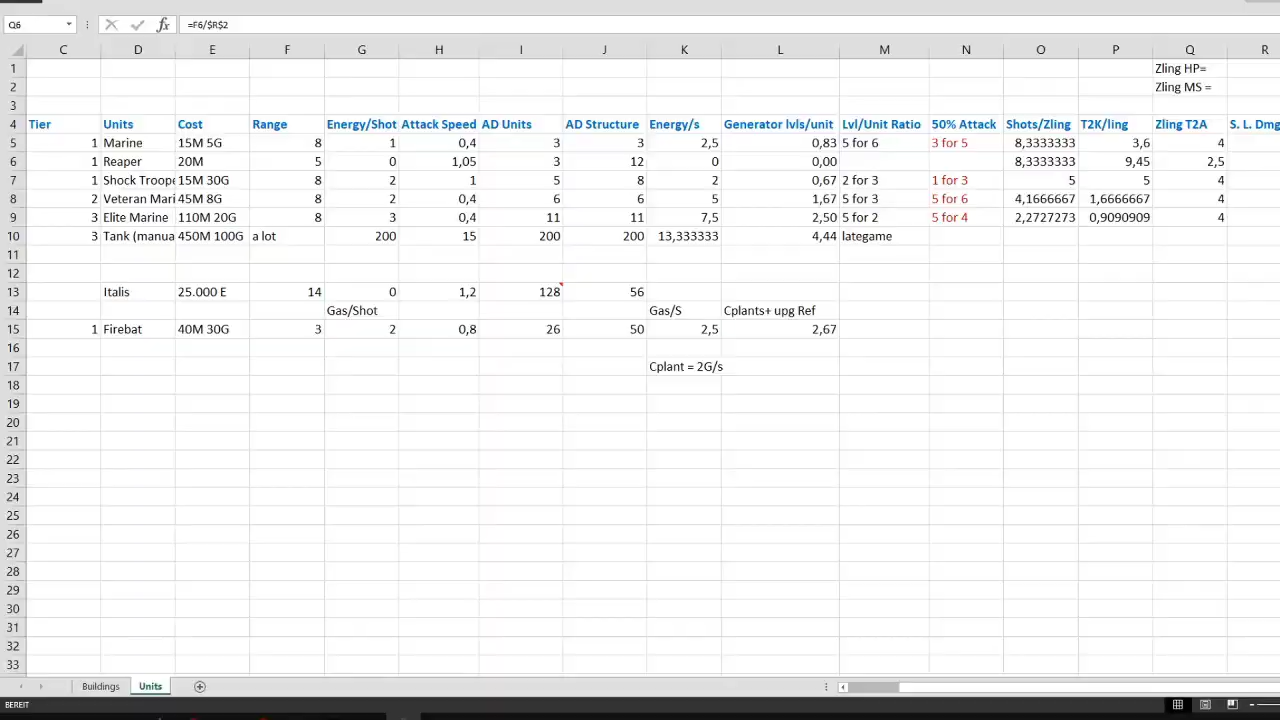 Q6 fx =F6/$R$2
C D E F G H I J K L M N O P Q R
1 Zling HP=
2 Zling MS =
3
4 Tier Units Cost Range Energy/Shot Attack Speed AD Units AD Structure Energy/s Generator lvls/unit Lvl/Unit Ratio 50% Attack Shots/Zling T2K/ling Zling T2A S. L. Dmg
5 1 Marine 15M 5G 8 1 0,4 3 3 2,5 0,83 5 for 6 3 for 5 8,3333333 3,6 4
6 1 Reaper 20M 5 0 1,05 3 12 0 0,00 8,3333333 9,45 2,5
7 1 Shock Troope 15M 30G 8 2 1 5 8 2 0,67 2 for 3 1 for 3 5 5 4
8 2 Veteran Mari 45M 8G 8 2 0,4 6 6 5 1,67 5 for 3 5 for 6 4,1666667 1,6666667 4
9 3 Elite Marine 110M 20G 8 3 0,4 11 11 7,5 2,50 5 for 2 5 for 4 2,2727273 0,9090909 4
10 3 Tank (manua 450M 100G a lot 200 15 200 200 13,333333 4,44 lategame
11
12
13 Italis 25.000 E 14 0 1,2 128 56
14 Gas/Shot Gas/S Cplants+ upg Ref
15 1 Firebat 40M 30G 3 2 0,8 26 50 2,5 2,67
16
17 Cplant = 2G/s
18
19
20
21
22
23
24
25
26
27
28
29
30
31
32
33
Buildings Units
BEREIT